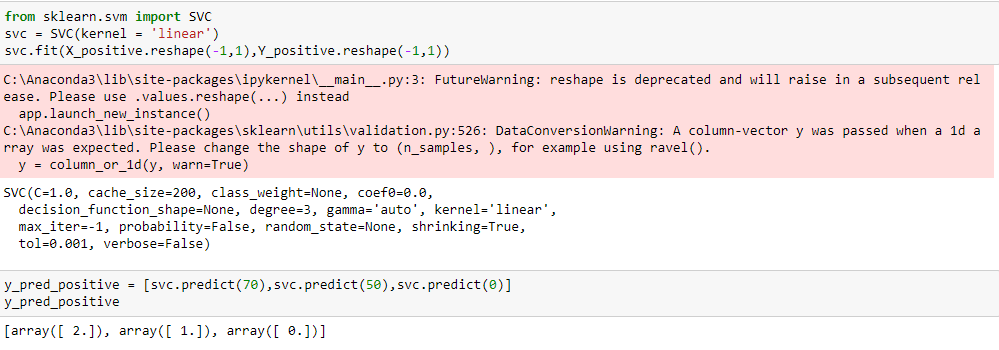 from sklearn.svm import SVC
svc = SVC(kernel = 'linear')
svc.fit(X_positive.reshape(-1,1),Y_positive.reshape(-1,1))
C:\Anaconda3\lib\site-packages\ipykernel\__main__.py:3: FutureWarning: reshape is deprecated and will raise in a subsequent rel
ease. Please use .values.reshape(...) instead
  app.launch_new_instance()
C:\Anaconda3\lib\site-packages\sklearn\utils\validation.py:526: DataConversionWarning: A column-vector y was passed when a 1d a
rray was expected. Please change the shape of y to (n_samples, ), for example using ravel().
  y = column_or_1d(y, warn=True)
SVC(C=1.0, cache_size=200, class_weight=None, coef0=0.0,
  decision_function_shape=None, degree=3, gamma='auto', kernel='linear',
  max_iter=-1, probability=False, random_state=None, shrinking=True,
  tol=0.001, verbose=False)
y_pred_positive = [svc.predict(70),svc.predict(50),svc.predict(0)]
y_pred_positive
[array([ 2.]), array([ 1.]), array([ 0.])]